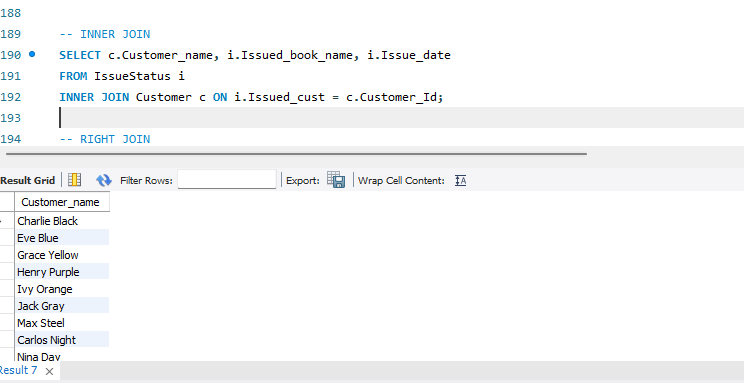 188
189 -- INNER JOIN
190 SELECT c.Customer_name, i.Issued_book_name, i.Issue_date
191 FROM IssueStatus i
192 INNER JOIN Customer c ON i.Issued_cust = c.Customer_Id;
193
194 -- RIGHT JOIN
Result Grid Filter Rows: Export: Wrap Cell Content: IA
Customer_name
Charlie Black
Eve Blue
Grace Yellow
Henry Purple
Ivy Orange
Jack Gray
Max Steel
Carlos Night
Nina Day
Result 7 ×